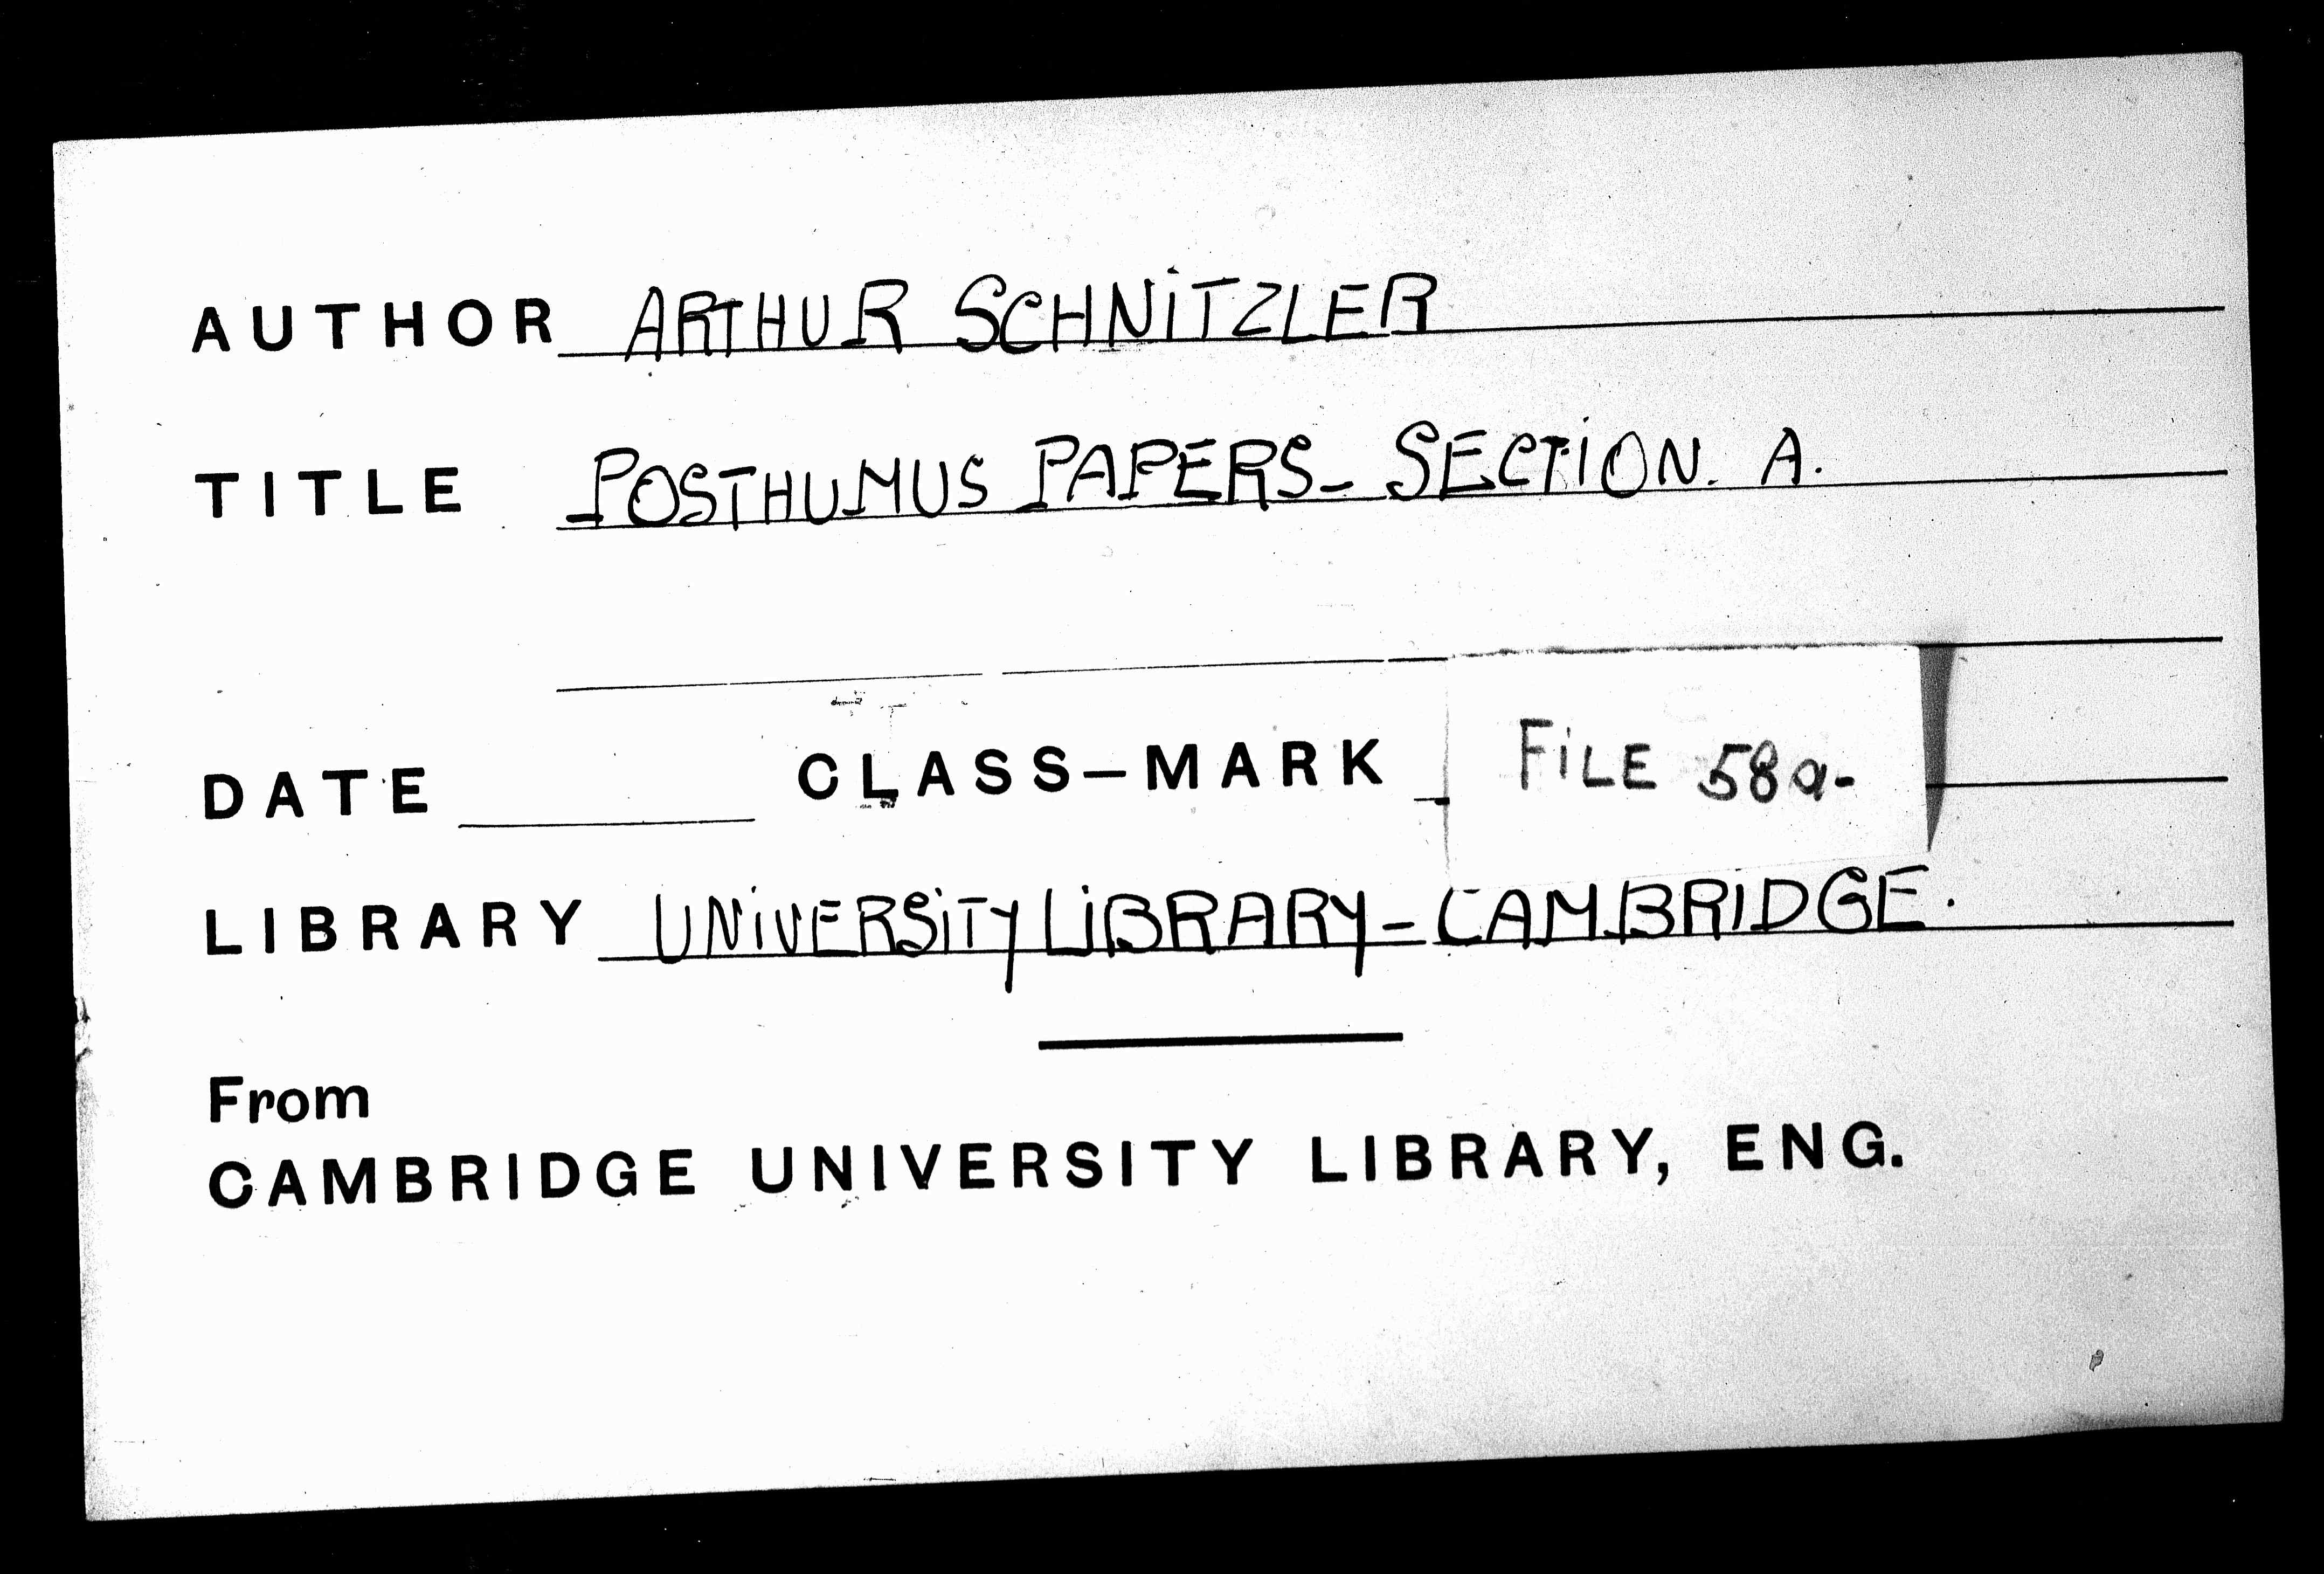 AUTHOR ARTHUR SCHNITZLER
TITLE POSTHUMUS PAPERS- SECTION. A.
DATE CLASS-MARK FILE 58a-
LIBRARY UNIVERSITY LIBRARY-CAMBRIDGE.
From
CAMBRIDGE UNIVERSITY LIBRARY, ENG.